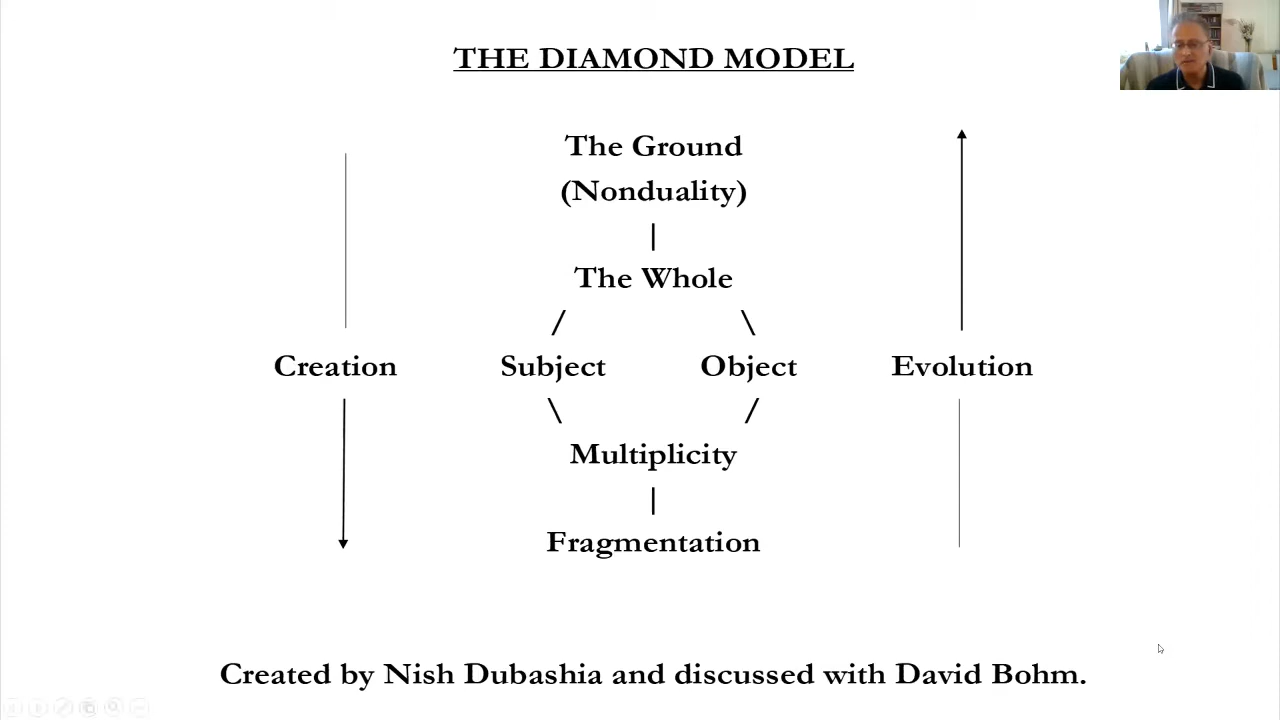 THE DIAMOND MODEL
The Ground
(Nonduality)
|
The Whole
/ \
Creation Subject Object Evolution
\ /
Multiplicity
|
Fragmentation
Created by Nish Dubashia and discussed with David Bohm.